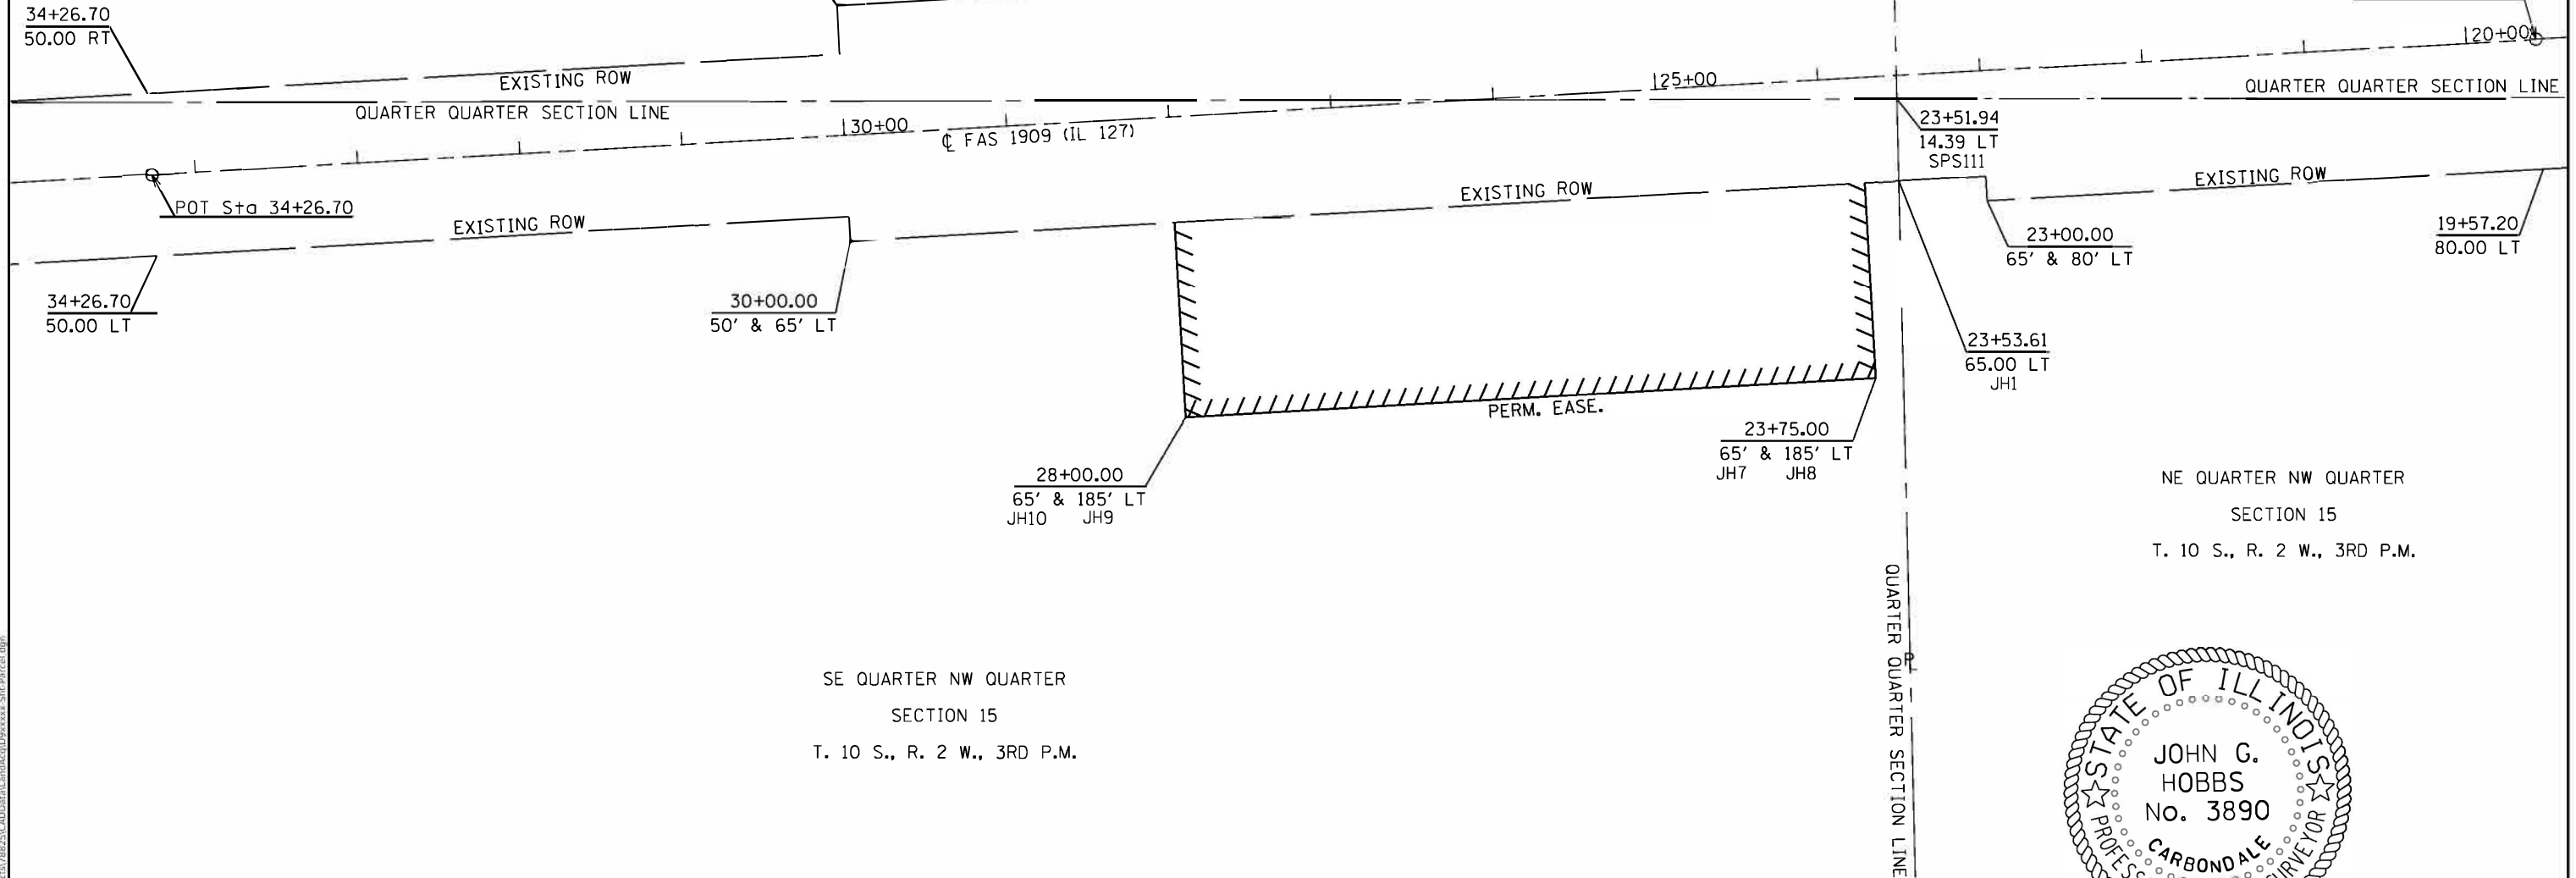 34+26.70
50.00 RT
EXISTING ROW
QUARTER QUARTER SECTION LINE
30+00
℄ FAS 1909 (IL 127)
25+00
20+00
QUARTER QUARTER SECTION LINE
23+51.94
14.39 LT
SPS111
POT Sta 34+26.70
EXISTING ROW
EXISTING ROW
EXISTING ROW
34+26.70
50.00 LT
30+00.00
50' & 65' LT
23+00.00
65' & 80' LT
19+57.20
80.00 LT
23+53.61
65.00 LT
JH1
PERM. EASE.
23+75.00
65' & 185' LT
JH7 JH8
28+00.00
65' & 185' LT
JH10 JH9
NE QUARTER NW QUARTER
SECTION 15
T. 10 S., R. 2 W., 3RD P.M.
QUARTER QUARTER SECTION LINE
P
SE QUARTER NW QUARTER
SECTION 15
T. 10 S., R. 2 W., 3RD P.M.
STATE OF ILLINOIS
JOHN G.
HOBBS
No. 3890
CARBONDALE